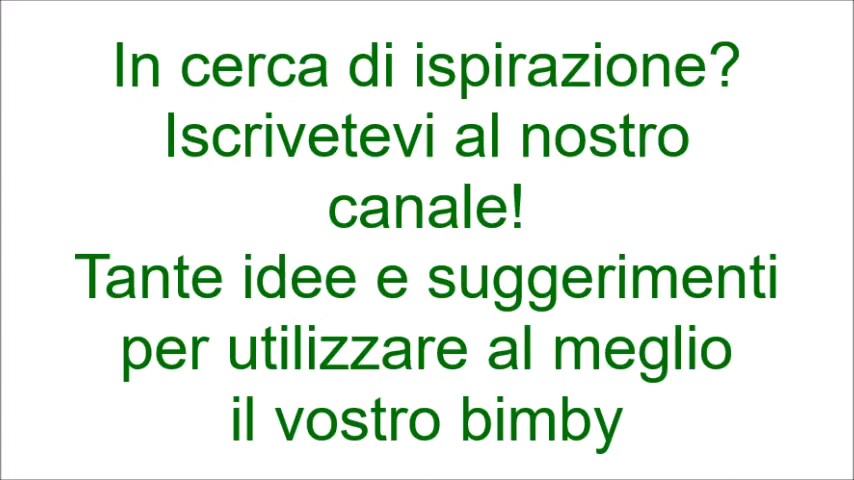 In cerca di ispirazione?
Iscrivetevi al nostro
canale!
Tante idee e suggerimenti
per utilizzare al meglio
il vostro bimby